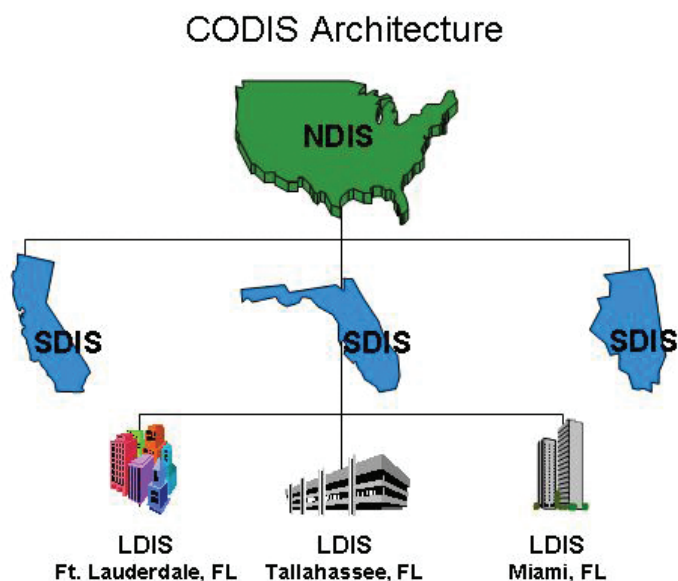 CODIS Architecture
NDIS
SDIS SDIS SDIS
LDIS LDIS LDIS
Ft. Lauderdale, FL Tallahassee, FL Miami, FL